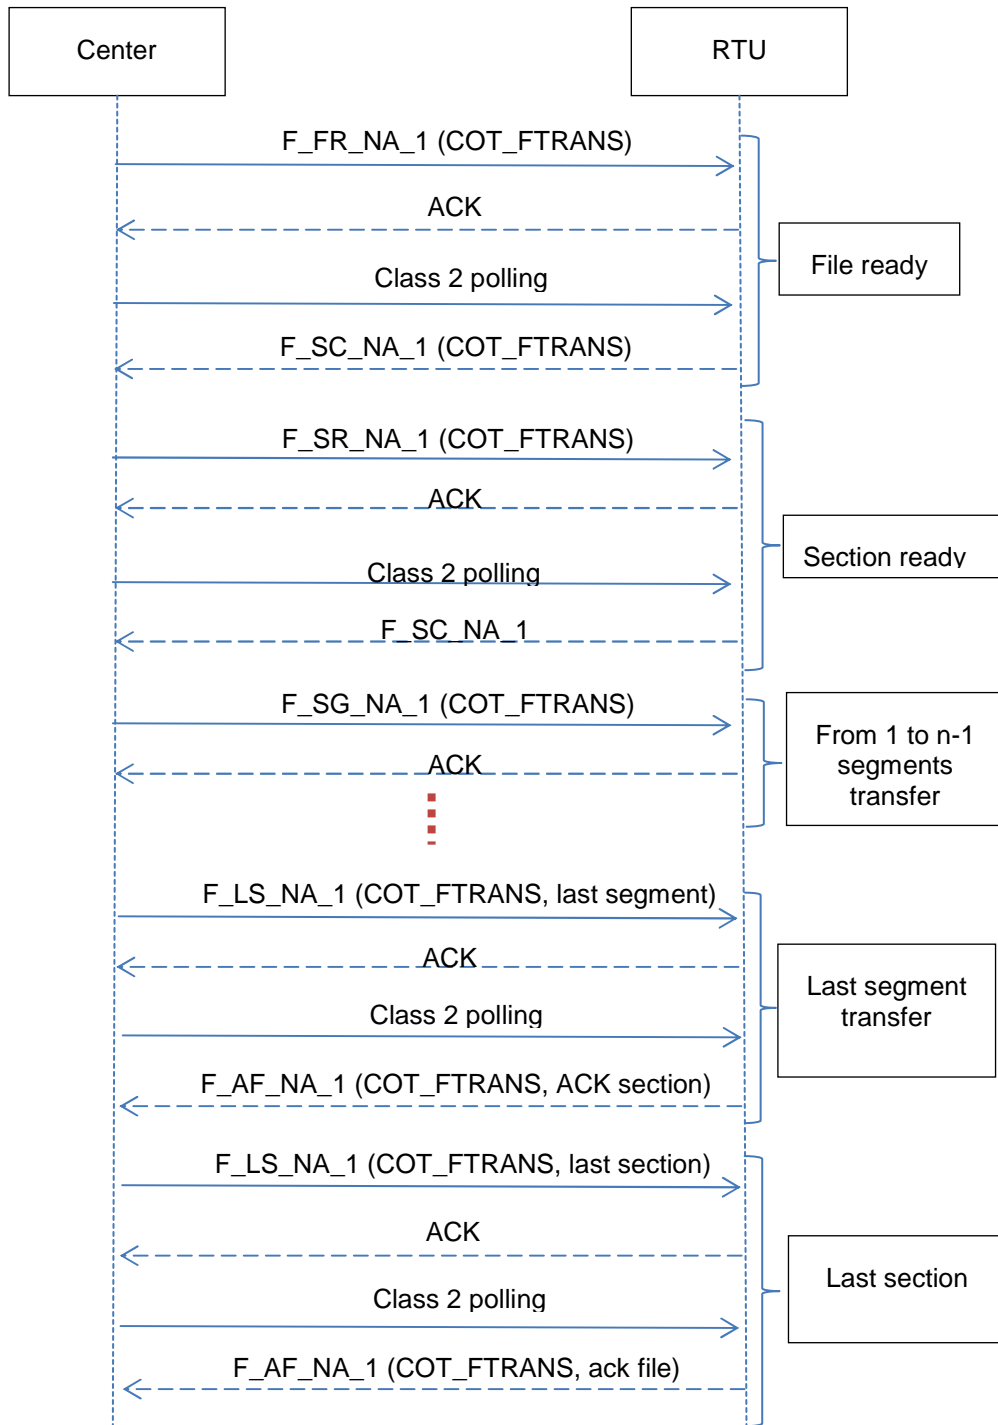 Center
RTU
F_FR_NA_1 (COT_FTRANS)
ACK
Class 2 polling
F_SC_NA_1 (COT_FTRANS)
File ready
F_SR_NA_1 (COT_FTRANS)
ACK
Class 2 polling
F_SC_NA_1
Section ready
F_SG_NA_1 (COT_FTRANS)
ACK
From 1 to n-1
segments
transfer
F_LS_NA_1 (COT_FTRANS, last segment)
ACK
Class 2 polling
F_AF_NA_1 (COT_FTRANS, ACK section)
Last segment
transfer
F_LS_NA_1 (COT_FTRANS, last section)
ACK
Class 2 polling
F_AF_NA_1 (COT_FTRANS, ack file)
Last section